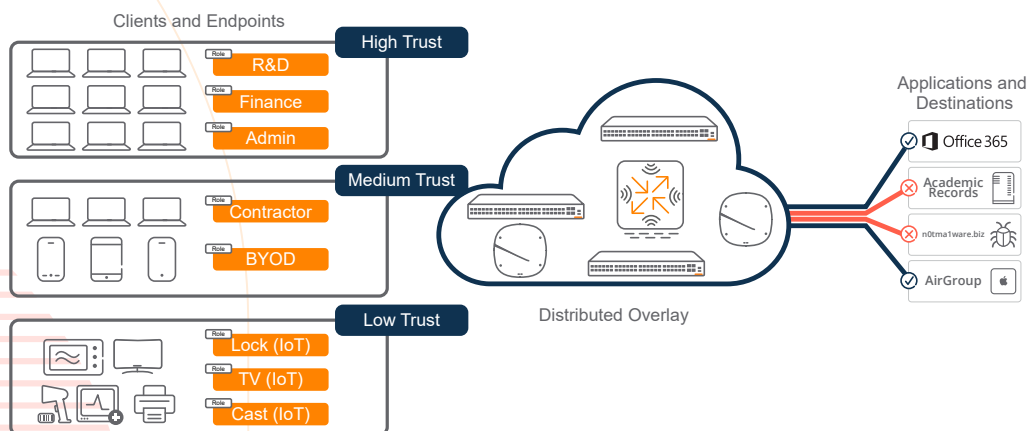 Clients and Endpoints
High Trust
Role
R&D
Role
Finance
Role
Admin
Medium Trust
Role
Contractor
Role
BYOD
Low Trust
Role
Lock (IoT)
Role
TV (IoT)
Role
Cast (IoT)
Distributed Overlay
Applications and
Destinations
Office 365
Academic
Records
n0tma1ware.biz
AirGroup